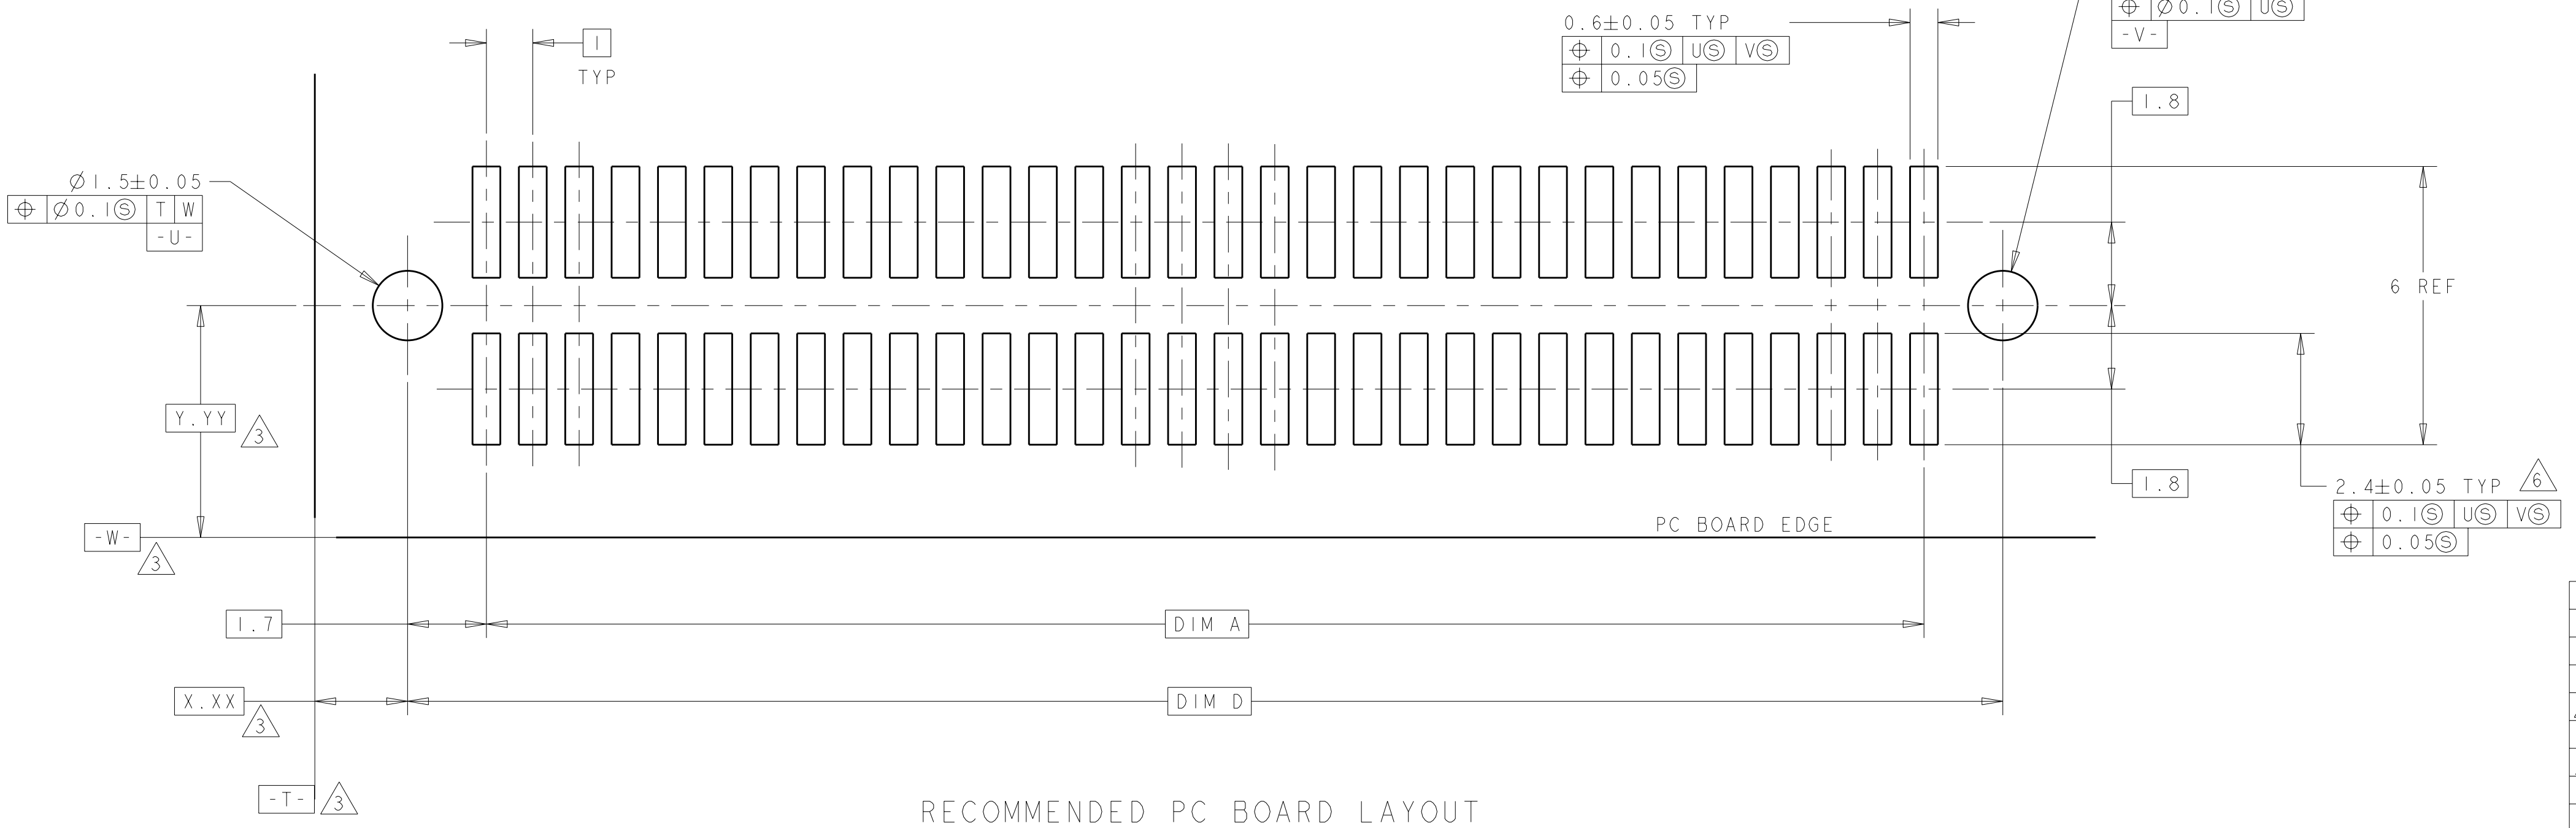 ⌖ Ø0.1Ⓢ UⓈ
-V-
0.6±0.05 TYP
⌖ 0.1Ⓢ UⓈ VⓈ
⌖ 0.05Ⓢ
1
TYP
1.8
Ø1.5±0.05
⌖ Ø0.1Ⓢ T W
-U-
6 REF
Y.YY 3
1.8
2.4±0.05 TYP 6
⌖ 0.1Ⓢ UⓈ VⓈ
⌖ 0.05Ⓢ
PC BOARD EDGE
-W- 3
1.7
DIM A
X.XX 3
DIM D
-T- 3
RECOMMENDED PC BOARD LAYOUT